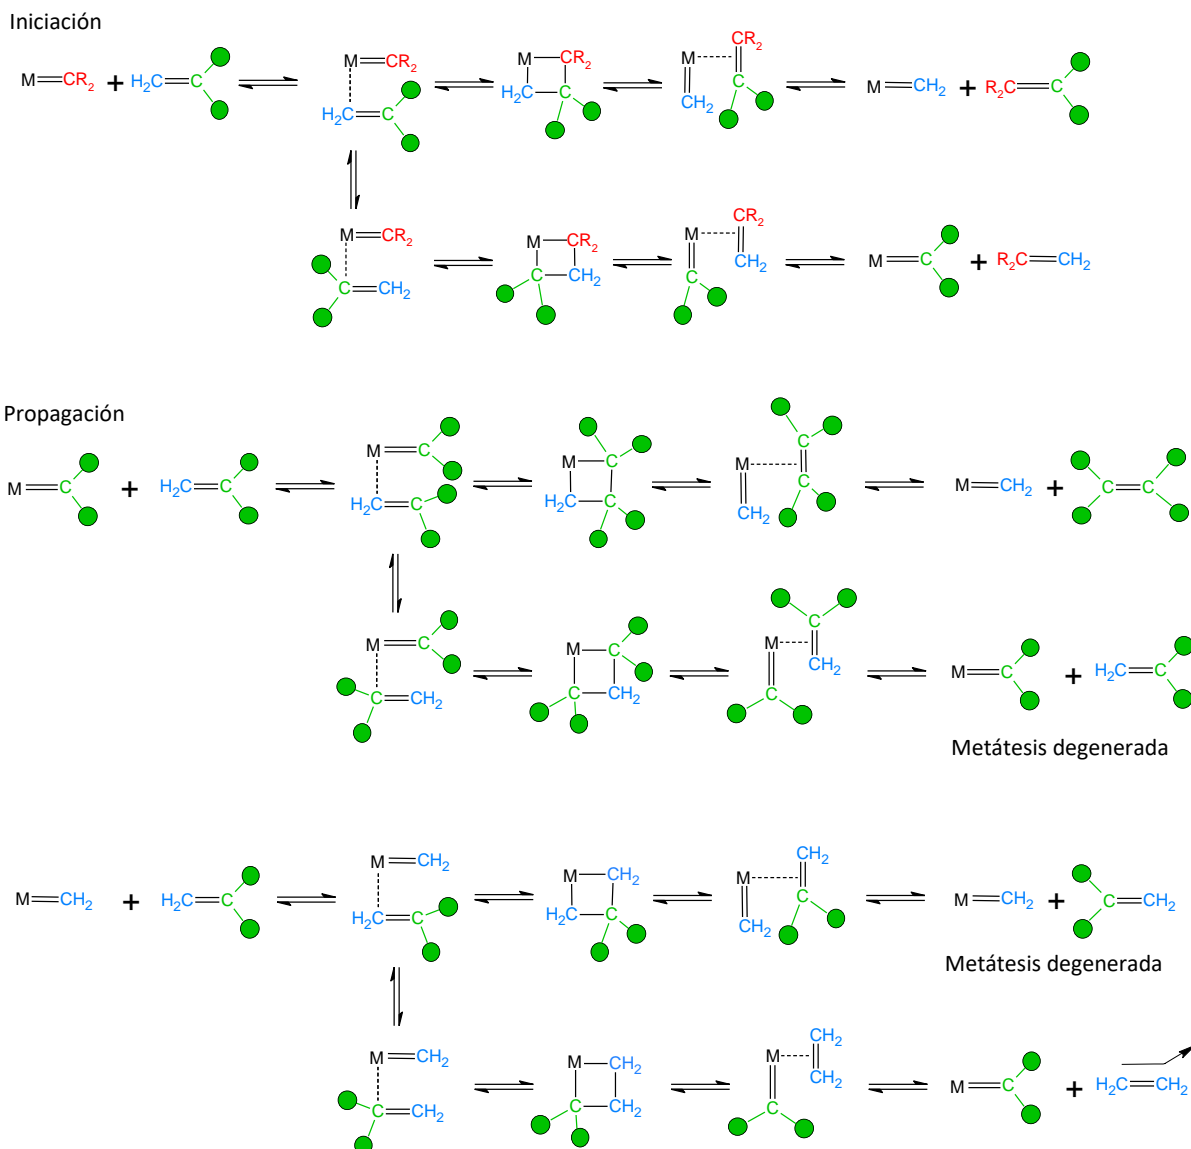 Iniciación
M=CR₂ + H₂C=C M=CR₂ H₂C=C M CR₂ H₂C C M CR₂ CH₂ C M=CH₂ + R₂C=C
M=CR₂ C=CH₂ M CR₂ C CH₂ M CR₂ CH₂ C M=C + R₂C=CH₂
Propagación
M=C + H₂C=C M=C H₂C=C M C H₂C C M C CH₂ C M=CH₂ + C=C
M=C C=CH₂ M C C CH₂ M C CH₂ C M=C + H₂C=C
Metátesis degenerada
M=CH₂ + H₂C=C M=CH₂ H₂C=C M CH₂ H₂C C M CH₂ CH₂ C M=CH₂ + C=CH₂
Metátesis degenerada
M=CH₂ C=CH₂ M CH₂ C CH₂ M CH₂ CH₂ C M=C + H₂C=CH₂